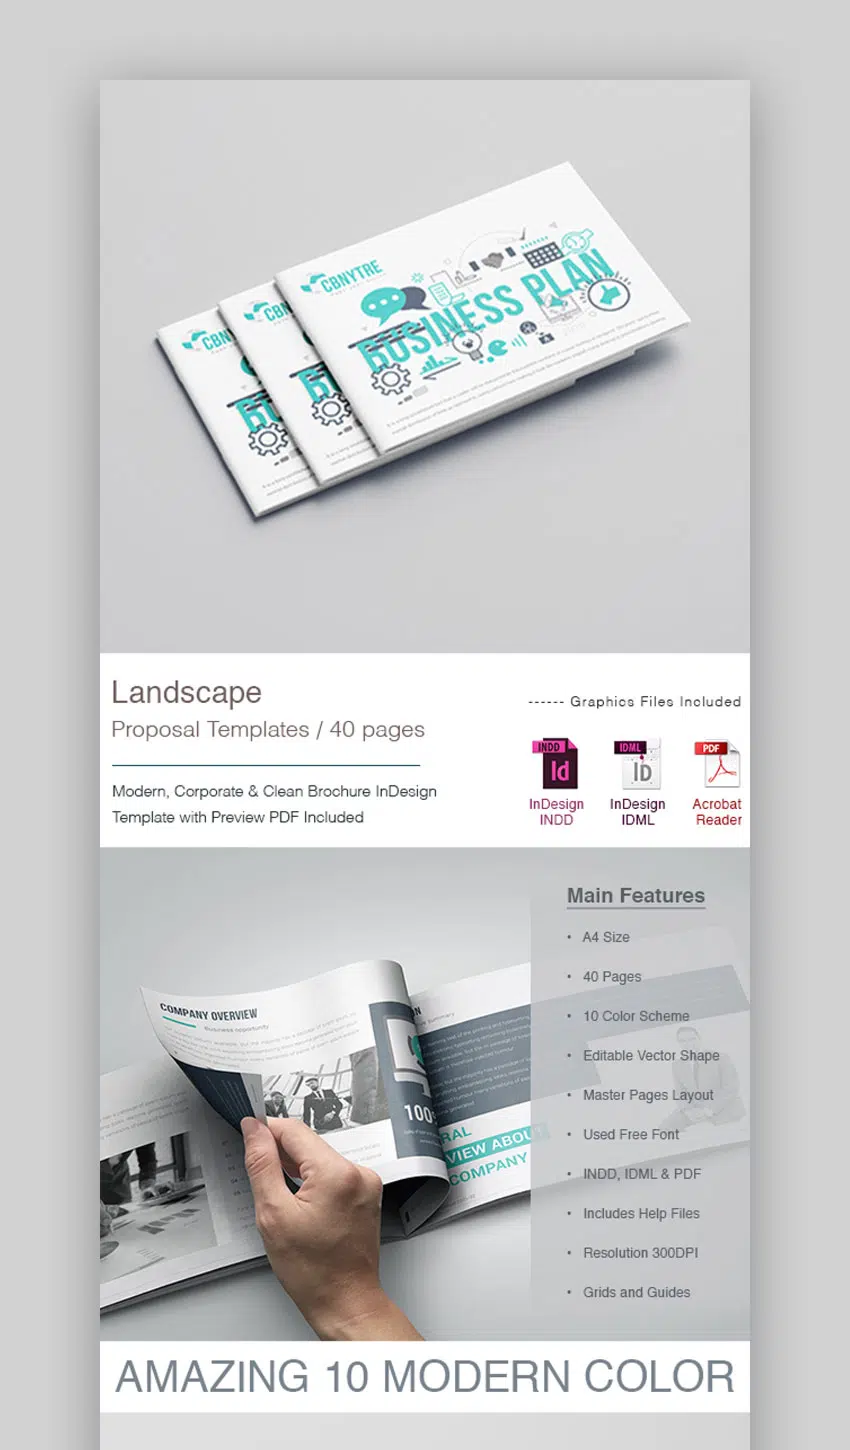 CBNYTRE
BUSINESS PLAN
Landscape
Proposal Templates / 40 pages
Modern, Corporate & Clean Brochure InDesign
Template with Preview PDF Included
------ Graphics Files Included
INDD
IDML
PDF
Id
ID
InDesign
INDD
InDesign
IDML
Acrobat
Reader
COMPANY OVERVIEW
Business opportunity
summary
100
RAL
VIEW ABOU
COMPANY
Main Features
• A4 Size
• 40 Pages
• 10 Color Scheme
• Editable Vector Shape
• Master Pages Layout
• Used Free Font
• INDD, IDML & PDF
• Includes Help Files
• Resolution 300DPI
• Grids and Guides
AMAZING 10 MODERN COLOR